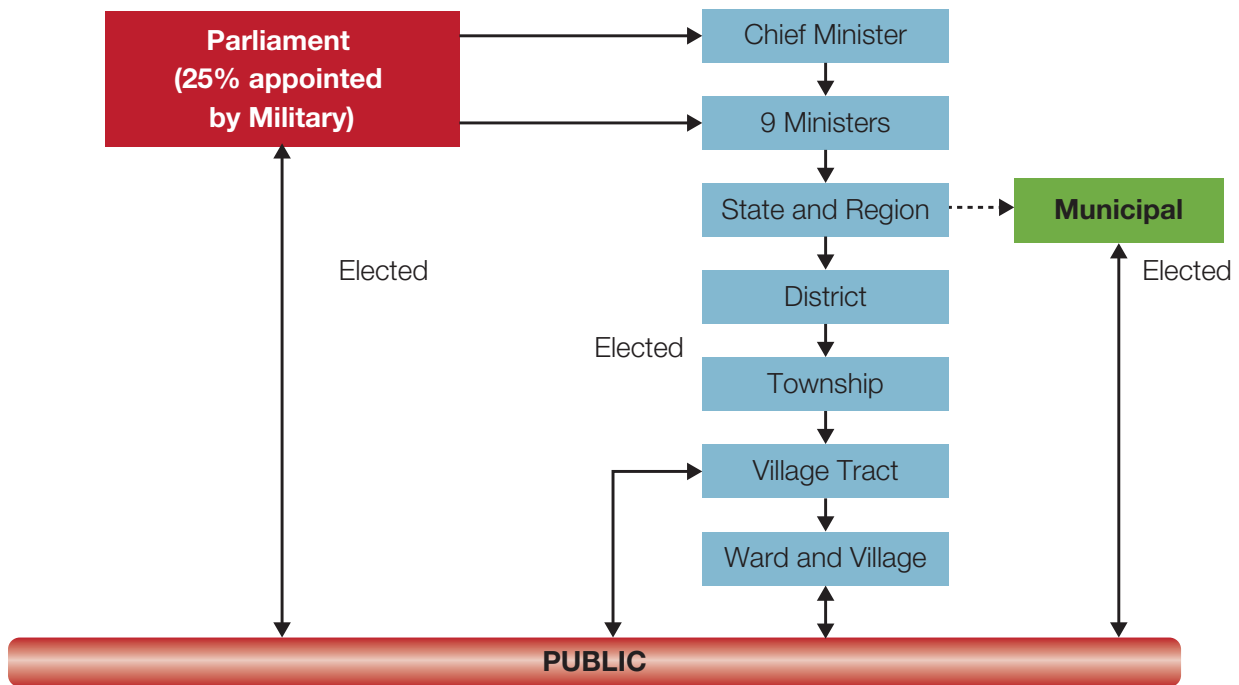 Parliament
(25% appointed
by Military)
Chief Minister
9 Ministers
State and Region
Municipal
Elected
Elected
District
Elected
Township
Village Tract
Ward and Village
PUBLIC